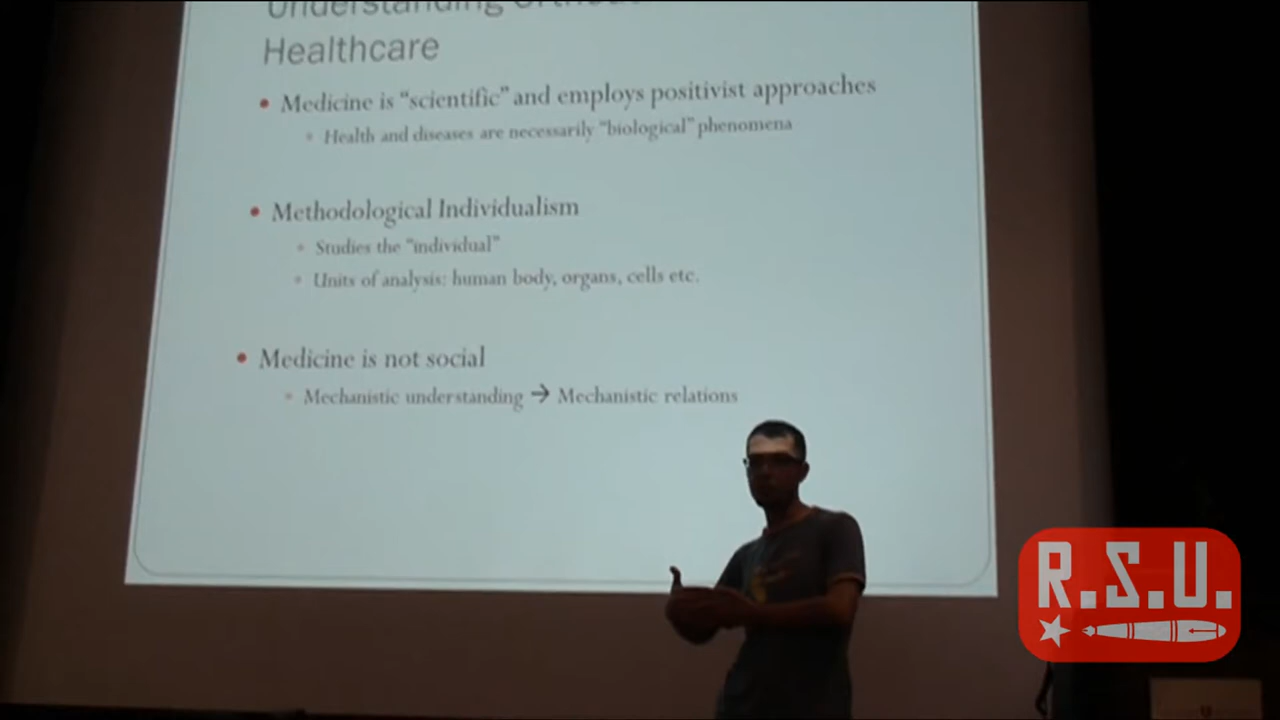 Understanding
Healthcare
• Medicine is “scientific” and employs positivist approaches
• Health and diseases are necessarily “biological” phenomena
• Methodological Individualism
• Studies the “individual”
• Units of analysis: human body, organs, cells etc.
• Medicine is not social
• Mechanistic understanding → Mechanistic relations
R.S.U.